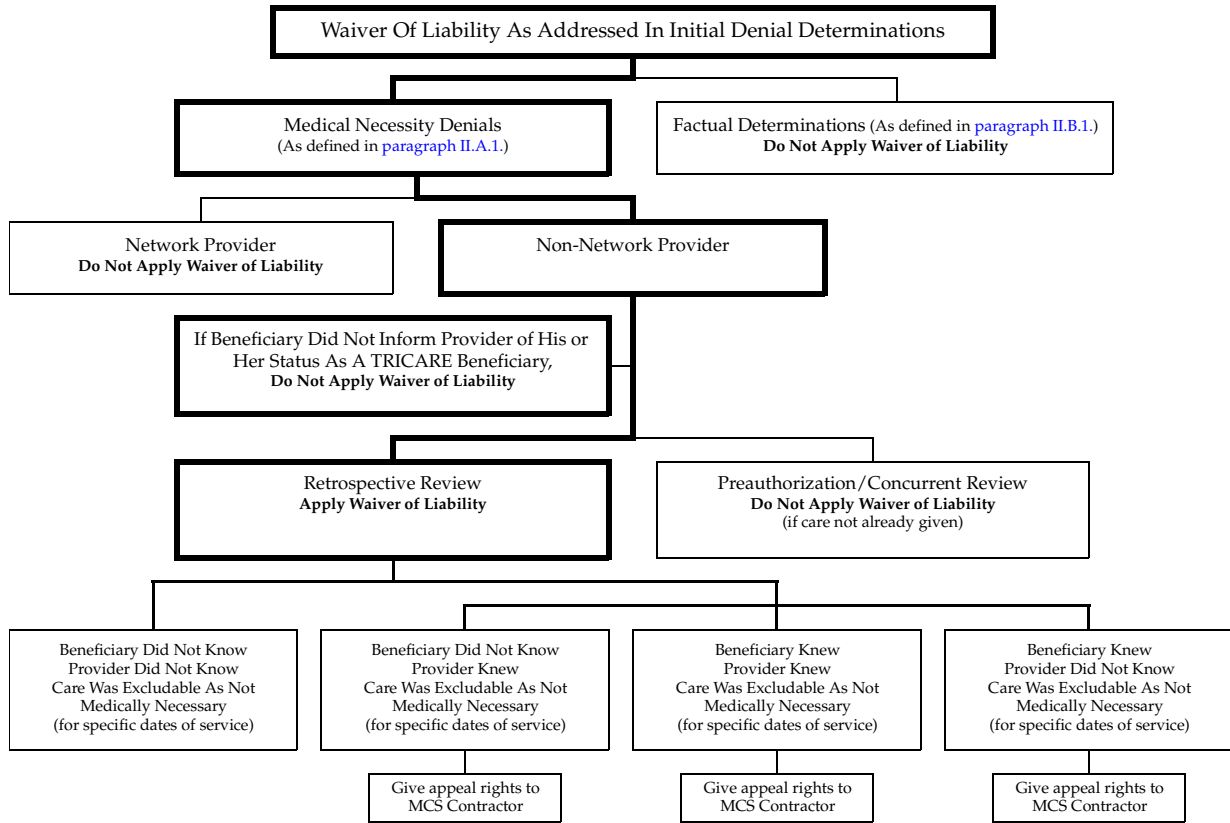 Waiver Of Liability As Addressed In Initial Denial Determinations
Medical Necessity Denials
(As defined in paragraph II.A.1.)
Factual Determinations (As defined in paragraph II.B.1.)
Do Not Apply Waiver of Liability
Network Provider
Do Not Apply Waiver of Liability
Non-Network Provider
If Beneficiary Did Not Inform Provider of His or
Her Status As A TRICARE Beneficiary,
Do Not Apply Waiver of Liability
Retrospective Review
Apply Waiver of Liability
Preauthorization/Concurrent Review
Do Not Apply Waiver of Liability
(if care not already given)
Beneficiary Did Not Know
Provider Did Not Know
Care Was Excludable As Not
Medically Necessary
(for specific dates of service)
Beneficiary Did Not Know
Provider Knew
Care Was Excludable As Not
Medically Necessary
(for specific dates of service)
Beneficiary Knew
Provider Knew
Care Was Excludable As Not
Medically Necessary
(for specific dates of service)
Beneficiary Knew
Provider Did Not Know
Care Was Excludable As Not
Medically Necessary
(for specific dates of service)
Give appeal rights to
MCS Contractor
Give appeal rights to
MCS Contractor
Give appeal rights to
MCS Contractor